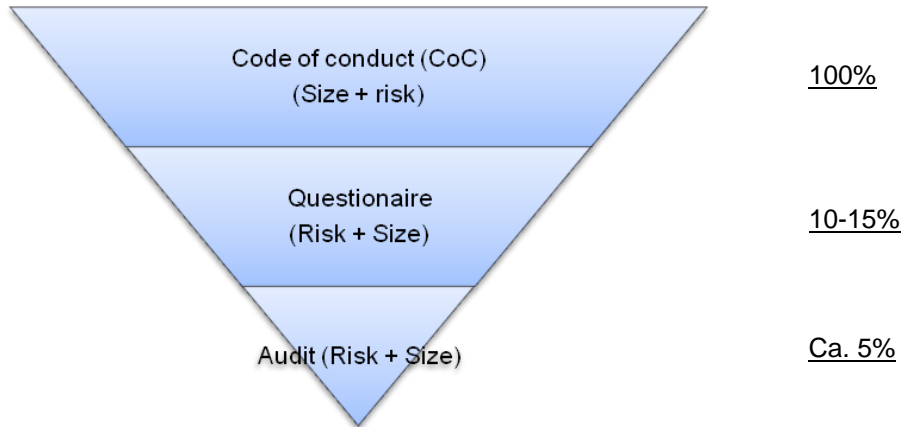 Code of conduct (CoC)
(Size + risk)
100%
Questionaire
(Risk + Size)
10-15%
Audit (Risk + Size)
Ca. 5%